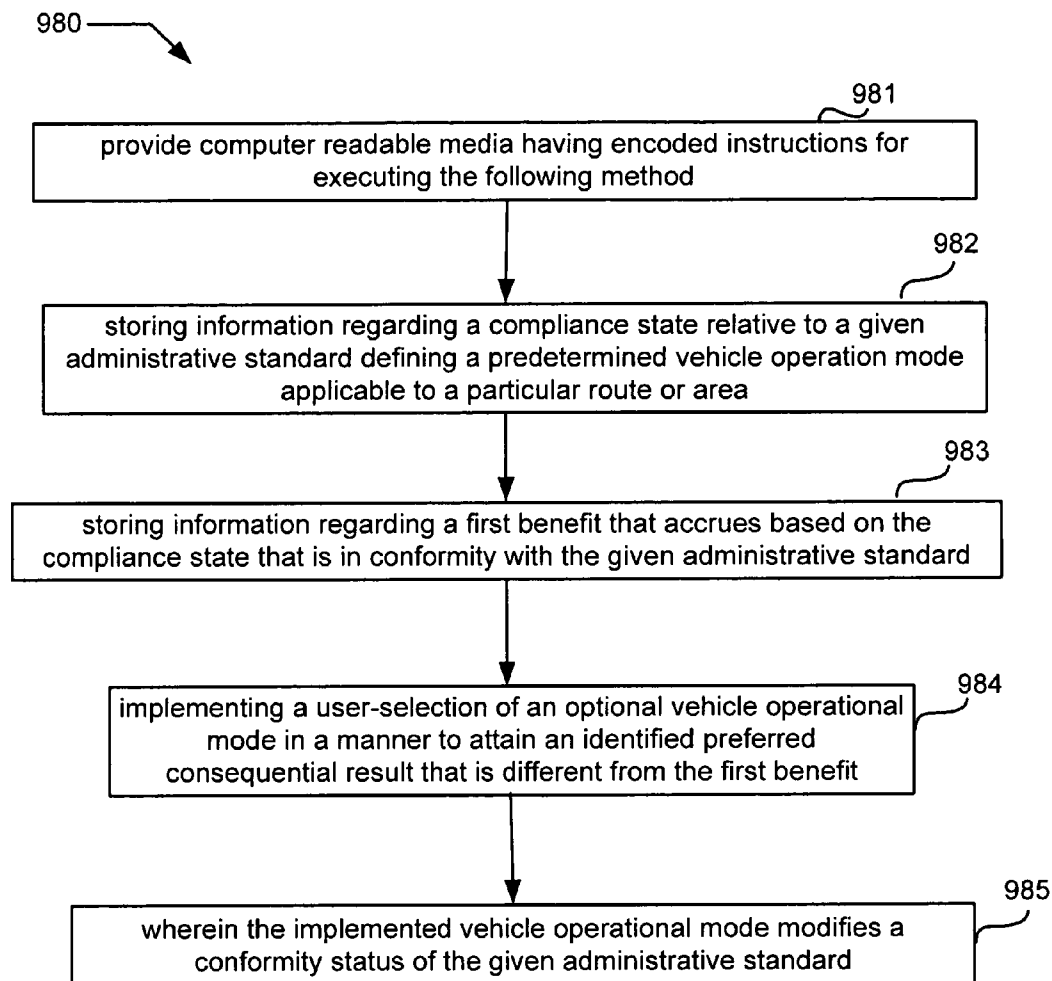 980
981
provide computer readable media having encoded instructions for
executing the following method
982
storing information regarding a compliance state relative to a given
administrative standard defining a predetermined vehicle operation mode
applicable to a particular route or area
983
storing information regarding a first benefit that accrues based on the
compliance state that is in conformity with the given administrative standard
984
implementing a user-selection of an optional vehicle operational
mode in a manner to attain an identified preferred
consequential result that is different from the first benefit
985
wherein the implemented vehicle operational mode modifies a
conformity status of the given administrative standard